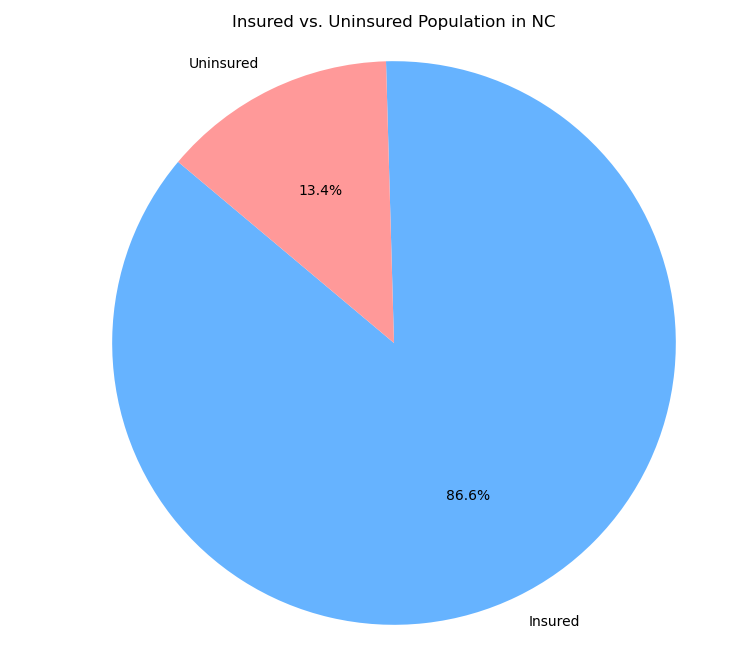 Insured vs. Uninsured Population in NC
Uninsured
13.4%
86.6%
Insured